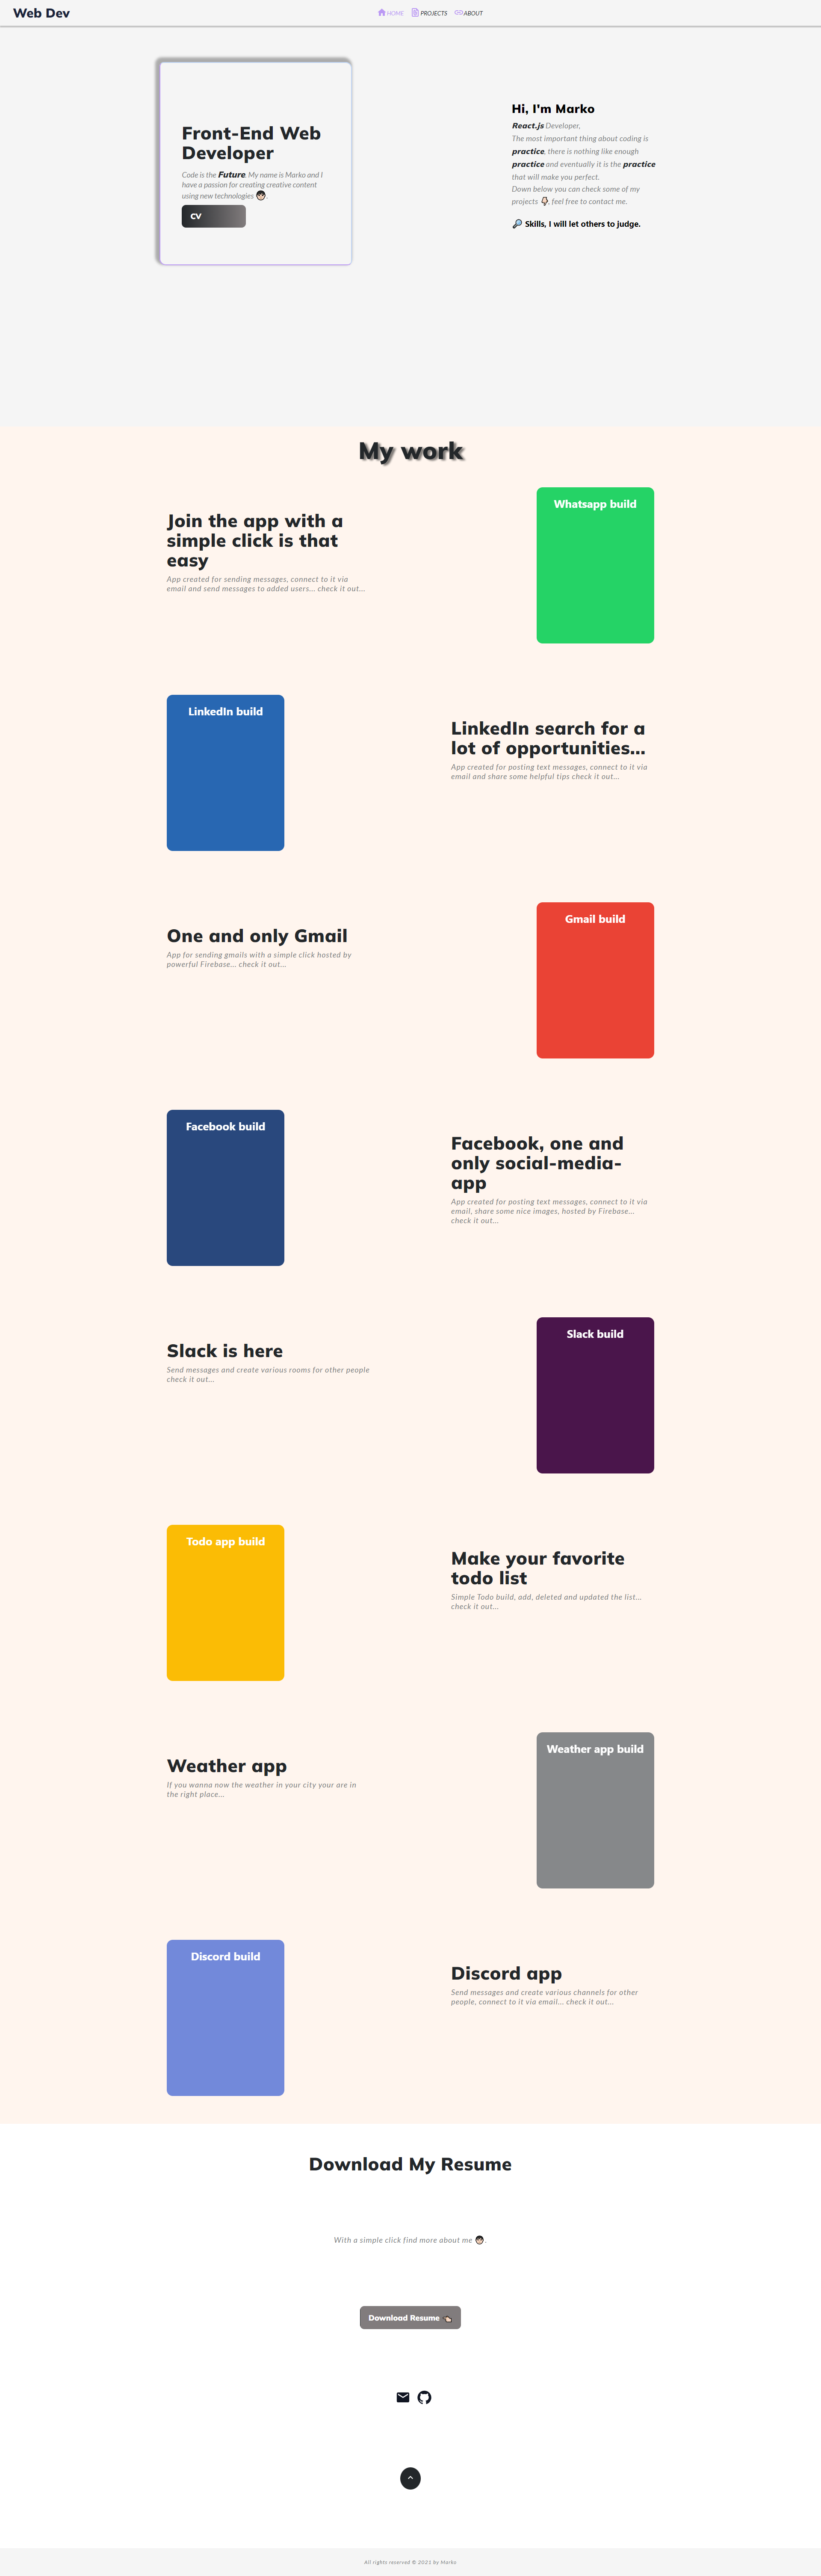 Web Dev
HOME PROJECTS ABOUT
Front-End Web
Developer
Code is the Future. My name is Marko and I
have a passion for creating creative content
using new technologies 👨🏻.
CV
Hi, I'm Marko
React.js Developer,
The most important thing about coding is
practice, there is nothing like enough
practice and eventually it is the practice
that will make you perfect.
Down below you can check some of my
projects 👇🏻, feel free to contact me.
🔎 Skills, I will let others to judge.
My work
Join the app with a
simple click is that
easy
App created for sending messages, connect to it via
email and send messages to added users... check it out...
Whatsapp build
LinkedIn build
LinkedIn search for a
lot of opportunities...
App created for posting text messages, connect to it via
email and share some helpful tips check it out...
One and only Gmail
App for sending gmails with a simple click hosted by
powerful Firebase... check it out...
Gmail build
Facebook build
Facebook, one and
only social-media-
app
App created for posting text messages, connect to it via
email, share some nice images, hosted by Firebase...
check it out...
Slack is here
Send messages and create various rooms for other people
check it out...
Slack build
Todo app build
Make your favorite
todo list
Simple Todo build, add, deleted and updated the list...
check it out...
Weather app
If you wanna now the weather in your city your are in
the right place...
Weather app build
Discord build
Discord app
Send messages and create various channels for other
people, connect to it via email... check it out...
Download My Resume
With a simple click find more about me 👨🏻.
Download Resume
All rights reserved © 2021 by Marko